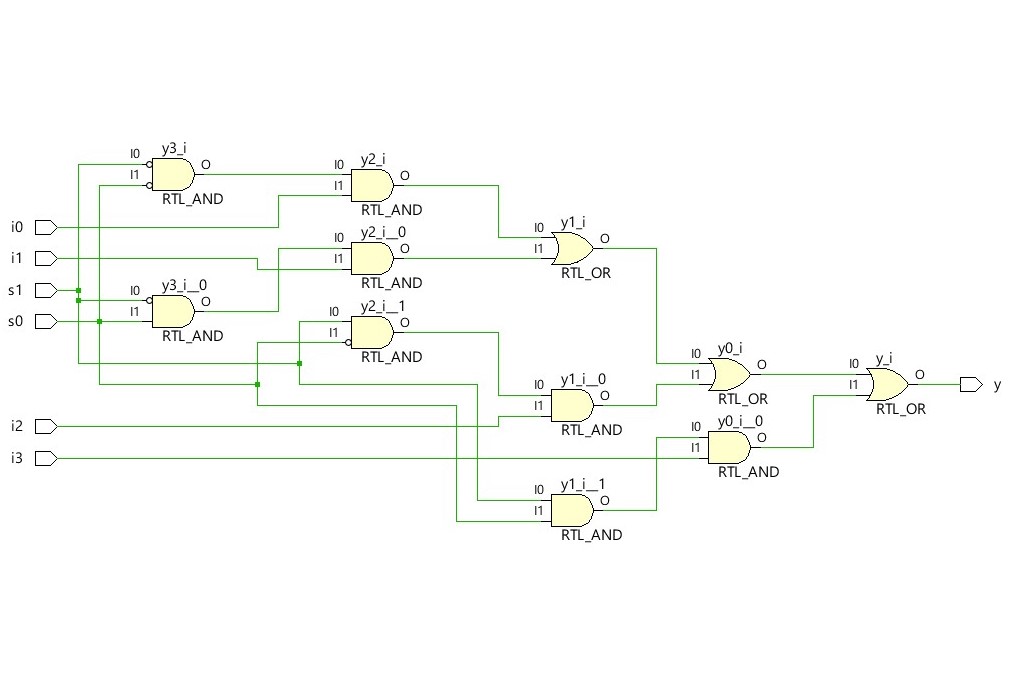 y3_i
I0
I1
O
RTL_AND
y2_i
I0
I1
O
RTL_AND
i0
y2_i__0
I0
I1
O
RTL_AND
y1_i
I0
I1
O
RTL_OR
i1
s1
s0
y3_i__0
I0
I1
O
RTL_AND
y2_i__1
I0
I1
O
RTL_AND
y0_i
I0
I1
O
RTL_OR
y_i
I0
I1
O
RTL_OR
y
y1_i__0
I0
I1
O
RTL_AND
i2
i3
y0_i__0
I0
I1
O
RTL_AND
y1_i__1
I0
I1
O
RTL_AND